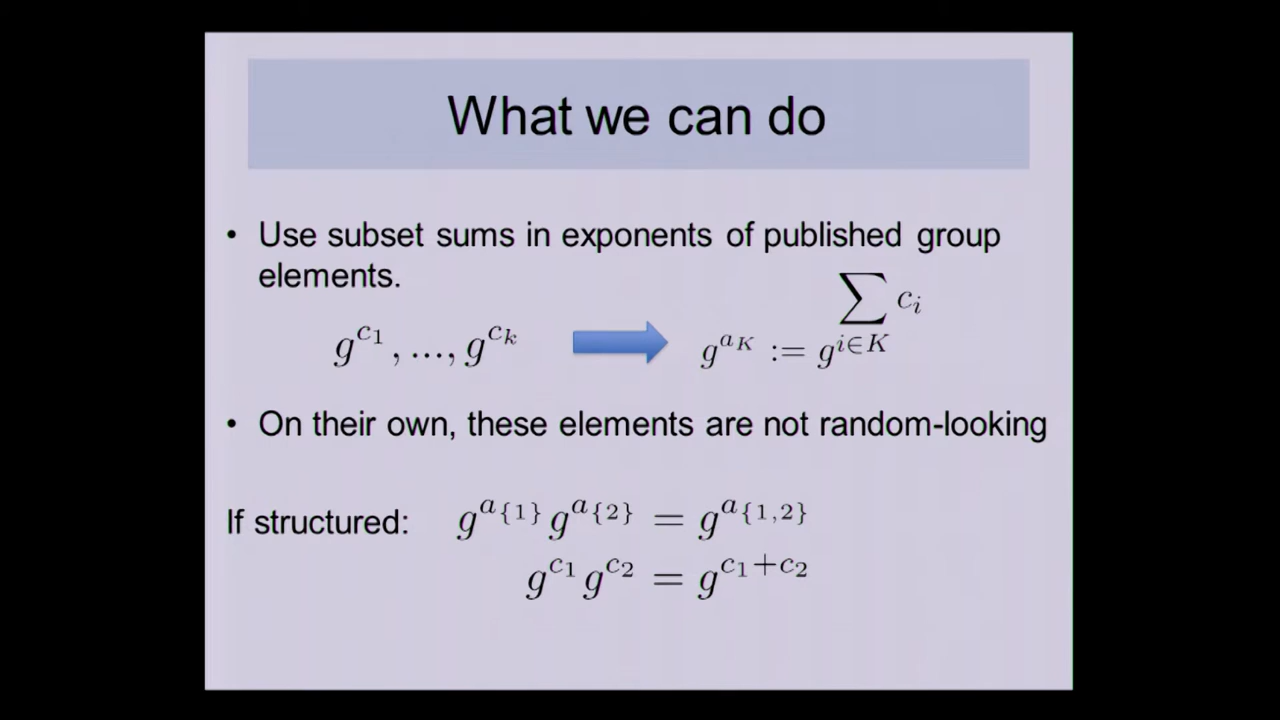 What we can do
• Use subset sums in exponents of published group
elements.
g^{c_1}, ..., g^{c_k} g^{a_K} := g^{\sum_{i \in K} c_i}
• On their own, these elements are not random-looking
If structured: g^{a_{\{1\}}} g^{a_{\{2\}}} = g^{a_{\{1,2\}}}
g^{c_1} g^{c_2} = g^{c_1+c_2}